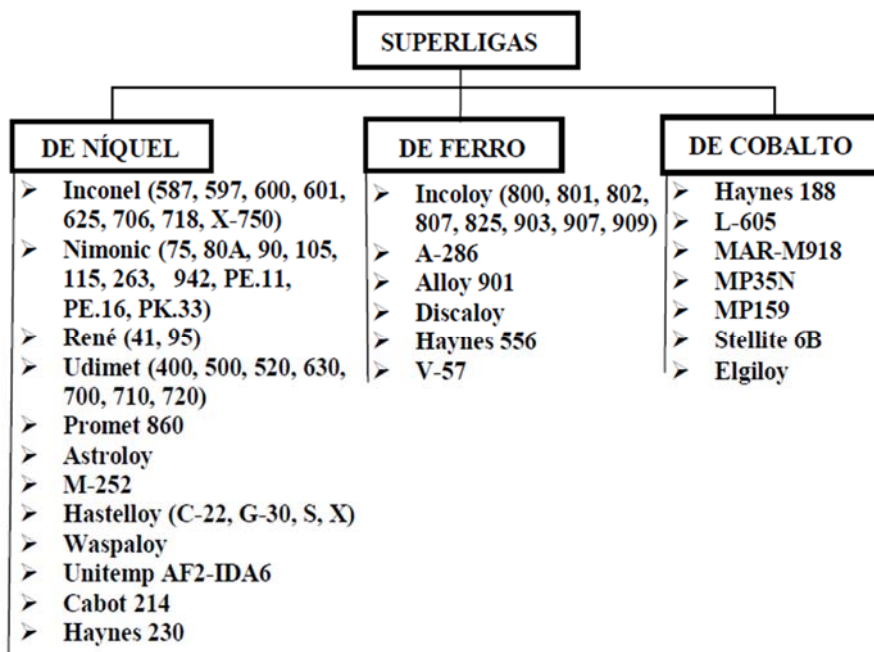 SUPERLIGAS
DE NÍQUEL
➢ Inconel (587, 597, 600, 601,
625, 706, 718, X-750)
➢ Nimonic (75, 80A, 90, 105,
115, 263, 942, PE.11,
PE.16, PK.33)
➢ René (41, 95)
➢ Udimet (400, 500, 520, 630,
700, 710, 720)
➢ Promet 860
➢ Astroloy
➢ M-252
➢ Hastelloy (C-22, G-30, S, X)
➢ Waspaloy
➢ Unitemp AF2-IDA6
➢ Cabot 214
➢ Haynes 230
DE FERRO
➢ Incoloy (800, 801, 802,
807, 825, 903, 907, 909)
➢ A-286
➢ Alloy 901
➢ Discaloy
➢ Haynes 556
➢ V-57
DE COBALTO
➢ Haynes 188
➢ L-605
➢ MAR-M918
➢ MP35N
➢ MP159
➢ Stellite 6B
➢ Elgiloy